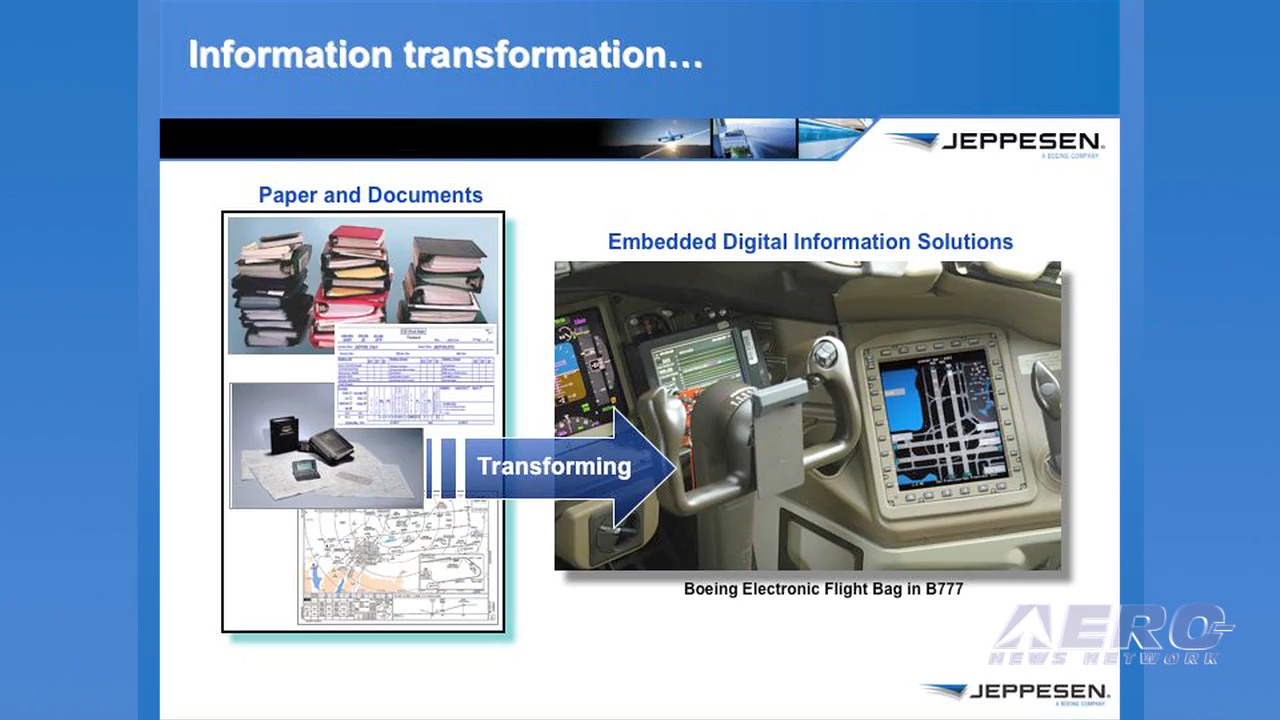 Information transformation…
JEPPESEN
A BOEING COMPANY
Paper and Documents
Embedded Digital Information Solutions
Transforming
Boeing Electronic Flight Bag in B777
AERO
NEWS NETWORK
JEPPESEN
A BOEING COMPANY